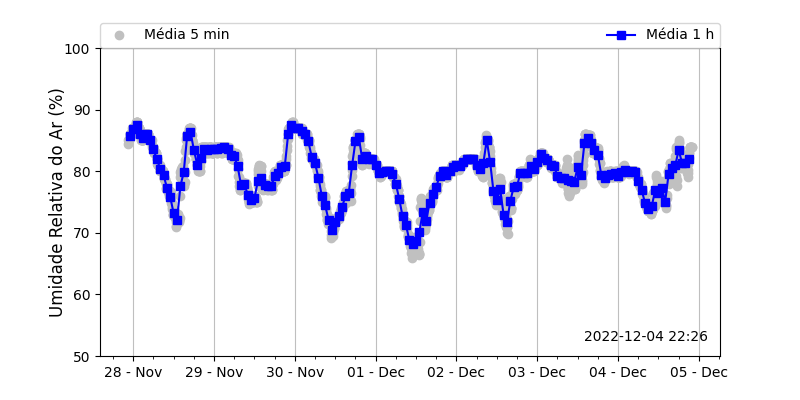 Média 5 min
Média 1 h
Umidade Relativa do Ar (%)
100
90
80
70
60
50
2022-12-04 22:26
28 - Nov
29 - Nov
30 - Nov
01 - Dec
02 - Dec
03 - Dec
04 - Dec
05 - Dec